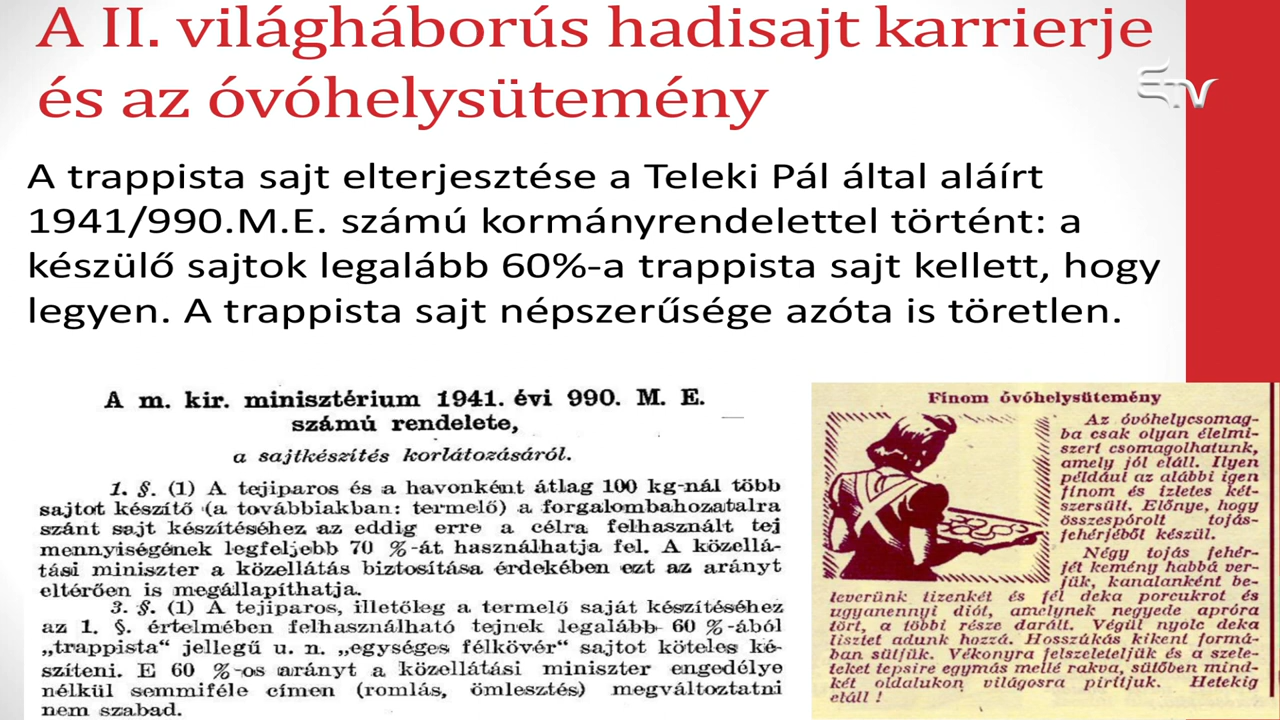 A II. világháborús hadisajt karrierje
és az óvóhelysütemény
ETV
A trappista sajt elterjesztése a Teleki Pál által aláírt
1941/990.M.E. számú kormányrendelettel történt: a
készülő sajtok legalább 60%-a trappista sajt kellett, hogy
legyen. A trappista sajt népszerűsége azóta is töretlen.
A m. kir. minisztérium 1941. évi 990. M. E.
számú rendelete,
a sajtkészítés korlátozásáról.
1. §. (1) A tejiparos és a havonként átlag 100 kg-nál több
sajtot készítő (a továbbiakban: termelő) a forgalombahozatalra
szánt sajt készítéséhez az eddig erre a célra felhasznált tej
mennyiségének legfeljebb 70 %-át használhatja fel. A közellá-
tási miniszter a közellátás biztosítása érdekében ezt az arányt
eltérően is megállapíthatja.
3. §. (1) A tejiparos, illetőleg a termelő saját készítéséhez
az 1. §. értelmében felhasználható tejnek legalább 60 %-ából
„trappista" jellegű u. n. „egységes félkövér" sajtot köteles ké-
szíteni. E 60 %-os arányt a közellátási miniszter engedélye
nélkül semmiféle címen (romlás, ömlesztés) megváltoztatni
nem szabad.
Finom óvóhelysütemény
Az óvóhelycsomag-
ba csak olyan élelmi-
szert csomagolhatunk,
amely jól eláll. Ilyen
például az alábbi igen
finom és ízletes két-
szersült. Előnye, hogy
összespórolt tojás-
fehérjéből készül.
Négy tojás fehér-
jét kemény habbá ver-
jük, kanalanként be-
leverünk tizenkét és fél deka porcukrot és
ugyanennyi diót, amelynek negyede apróra
tört, a többi része darált. Végül nyolc deka
lisztet adunk hozzá. Hosszúkás kikent formá-
ban sütjük. Vékonyra felszeleteljük és a szele-
teket tepsire egymás mellé rakva, sütőben mind-
két oldalukon világosra pirítjuk. Hetekig
eláll!